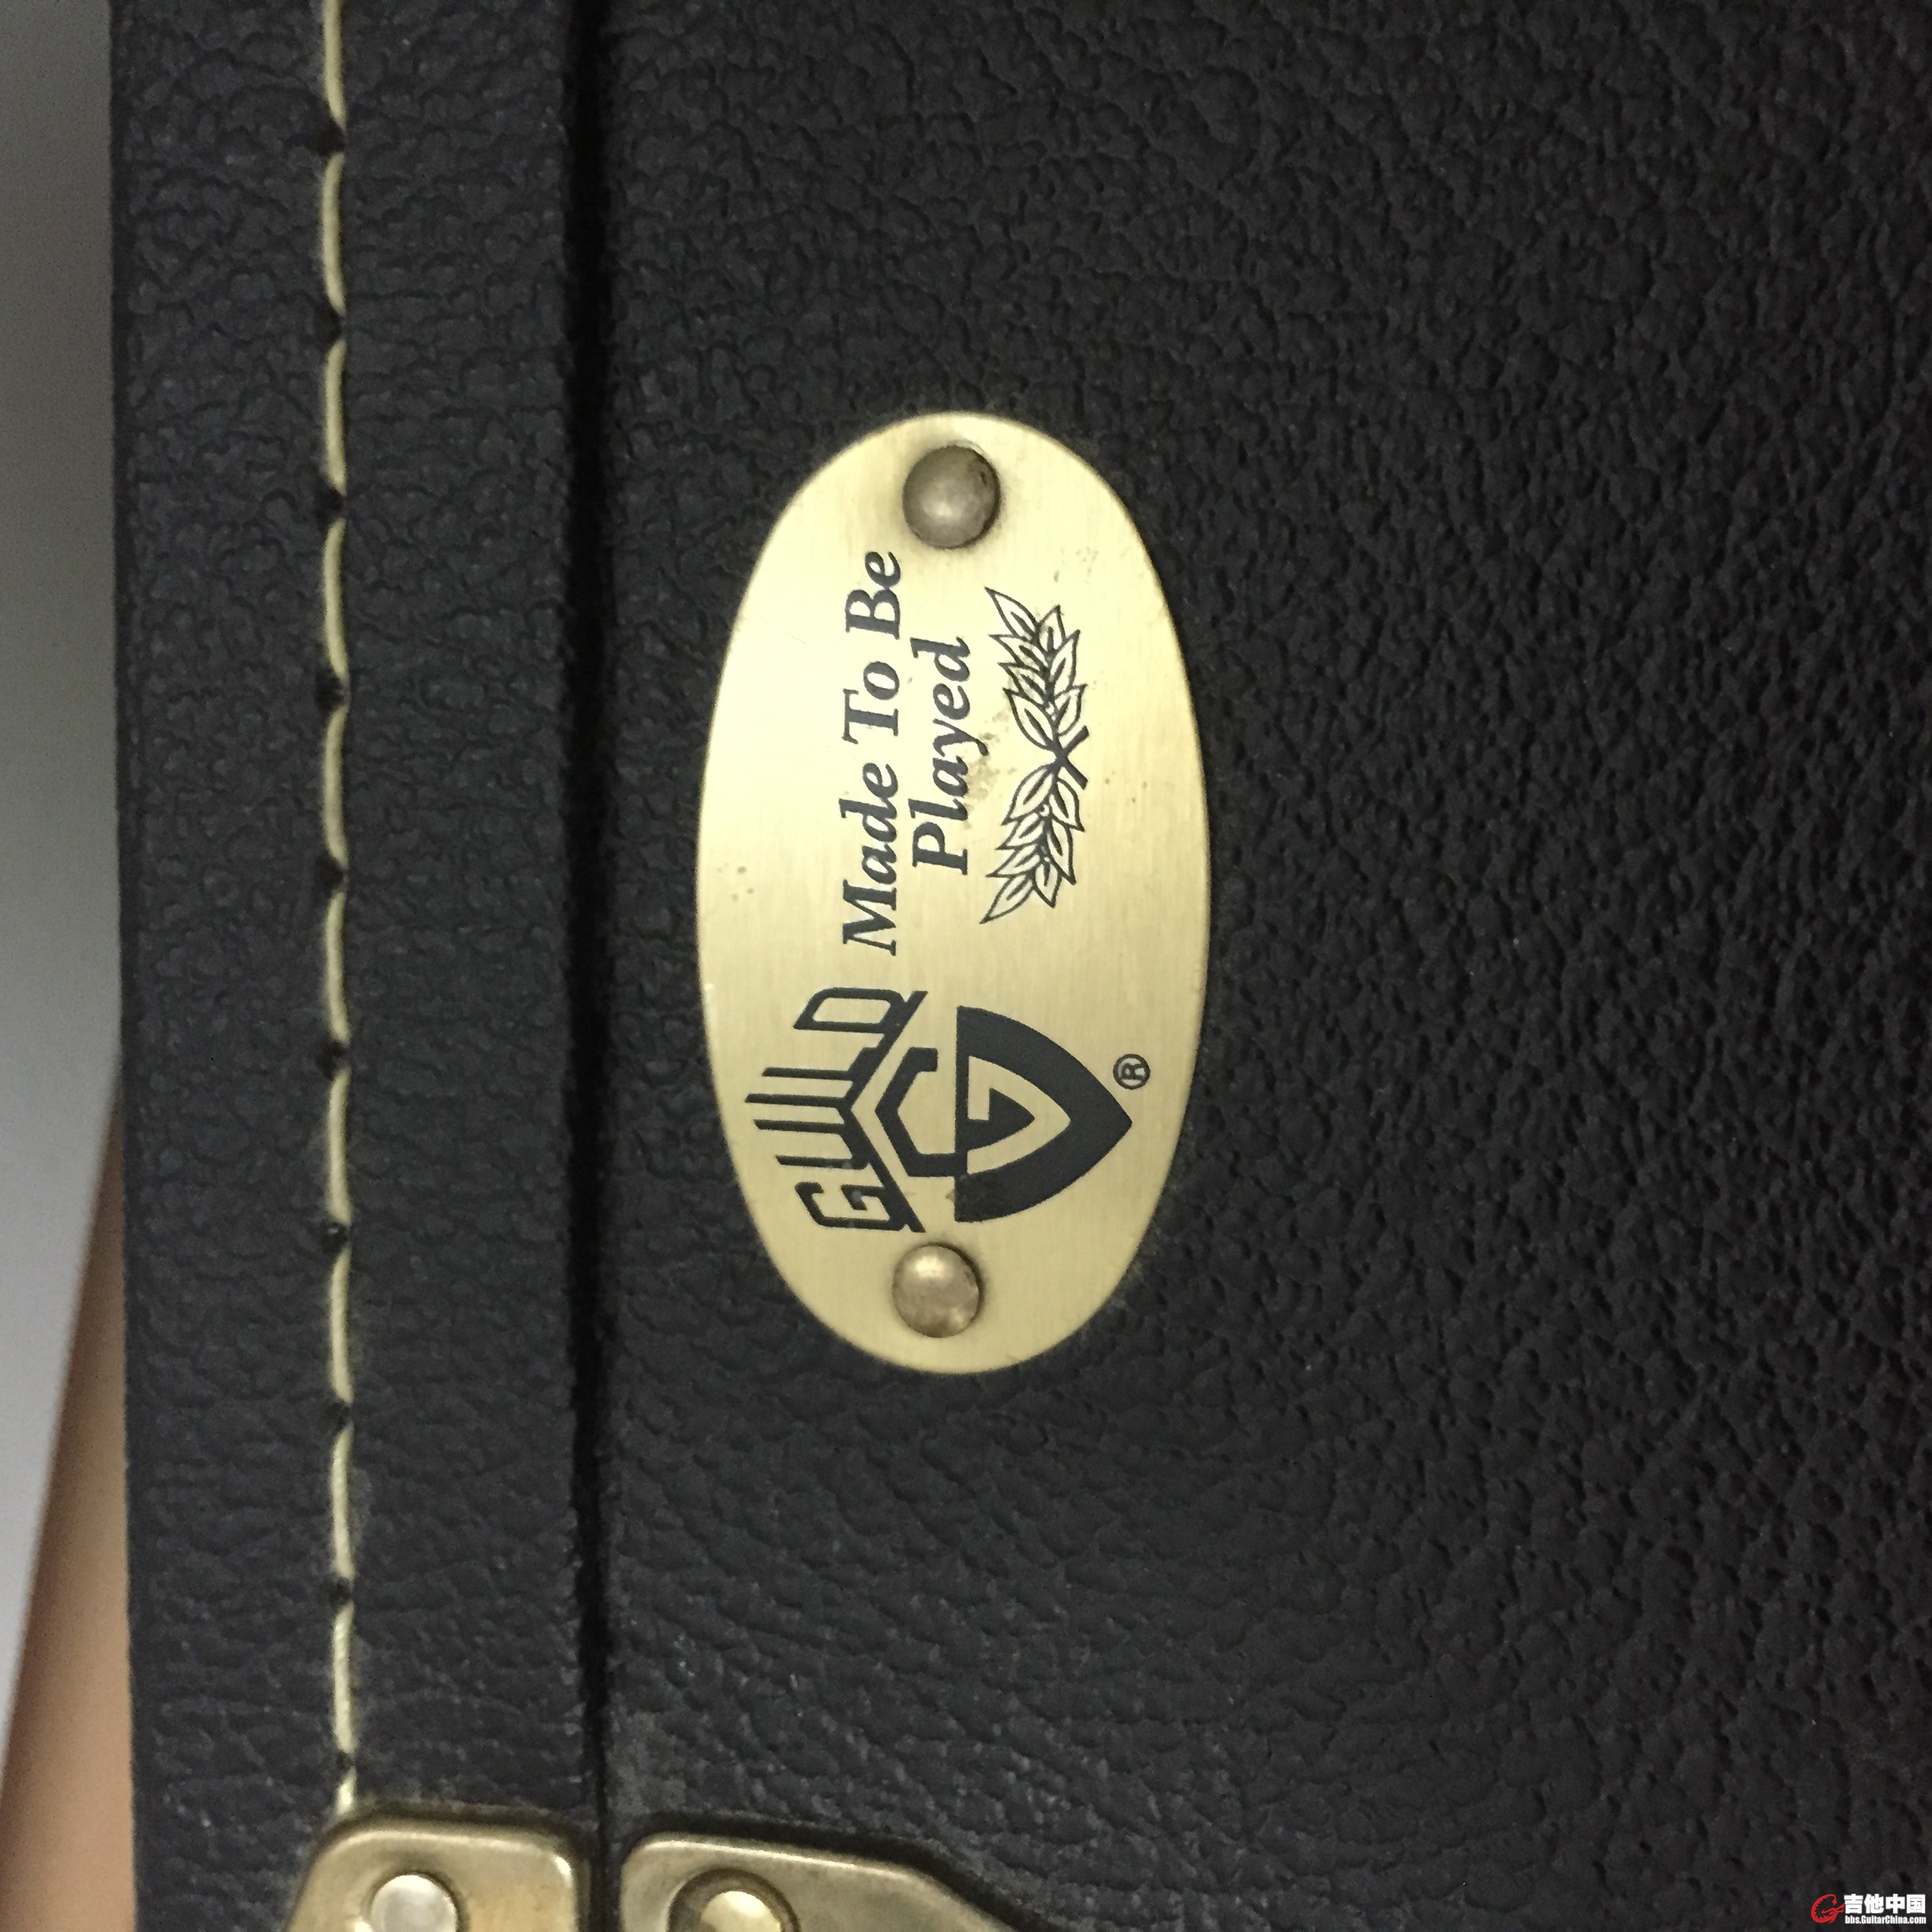 GUILD
Made To Be
Played
G
®
吉他中国
bbs.GuitarChina.com